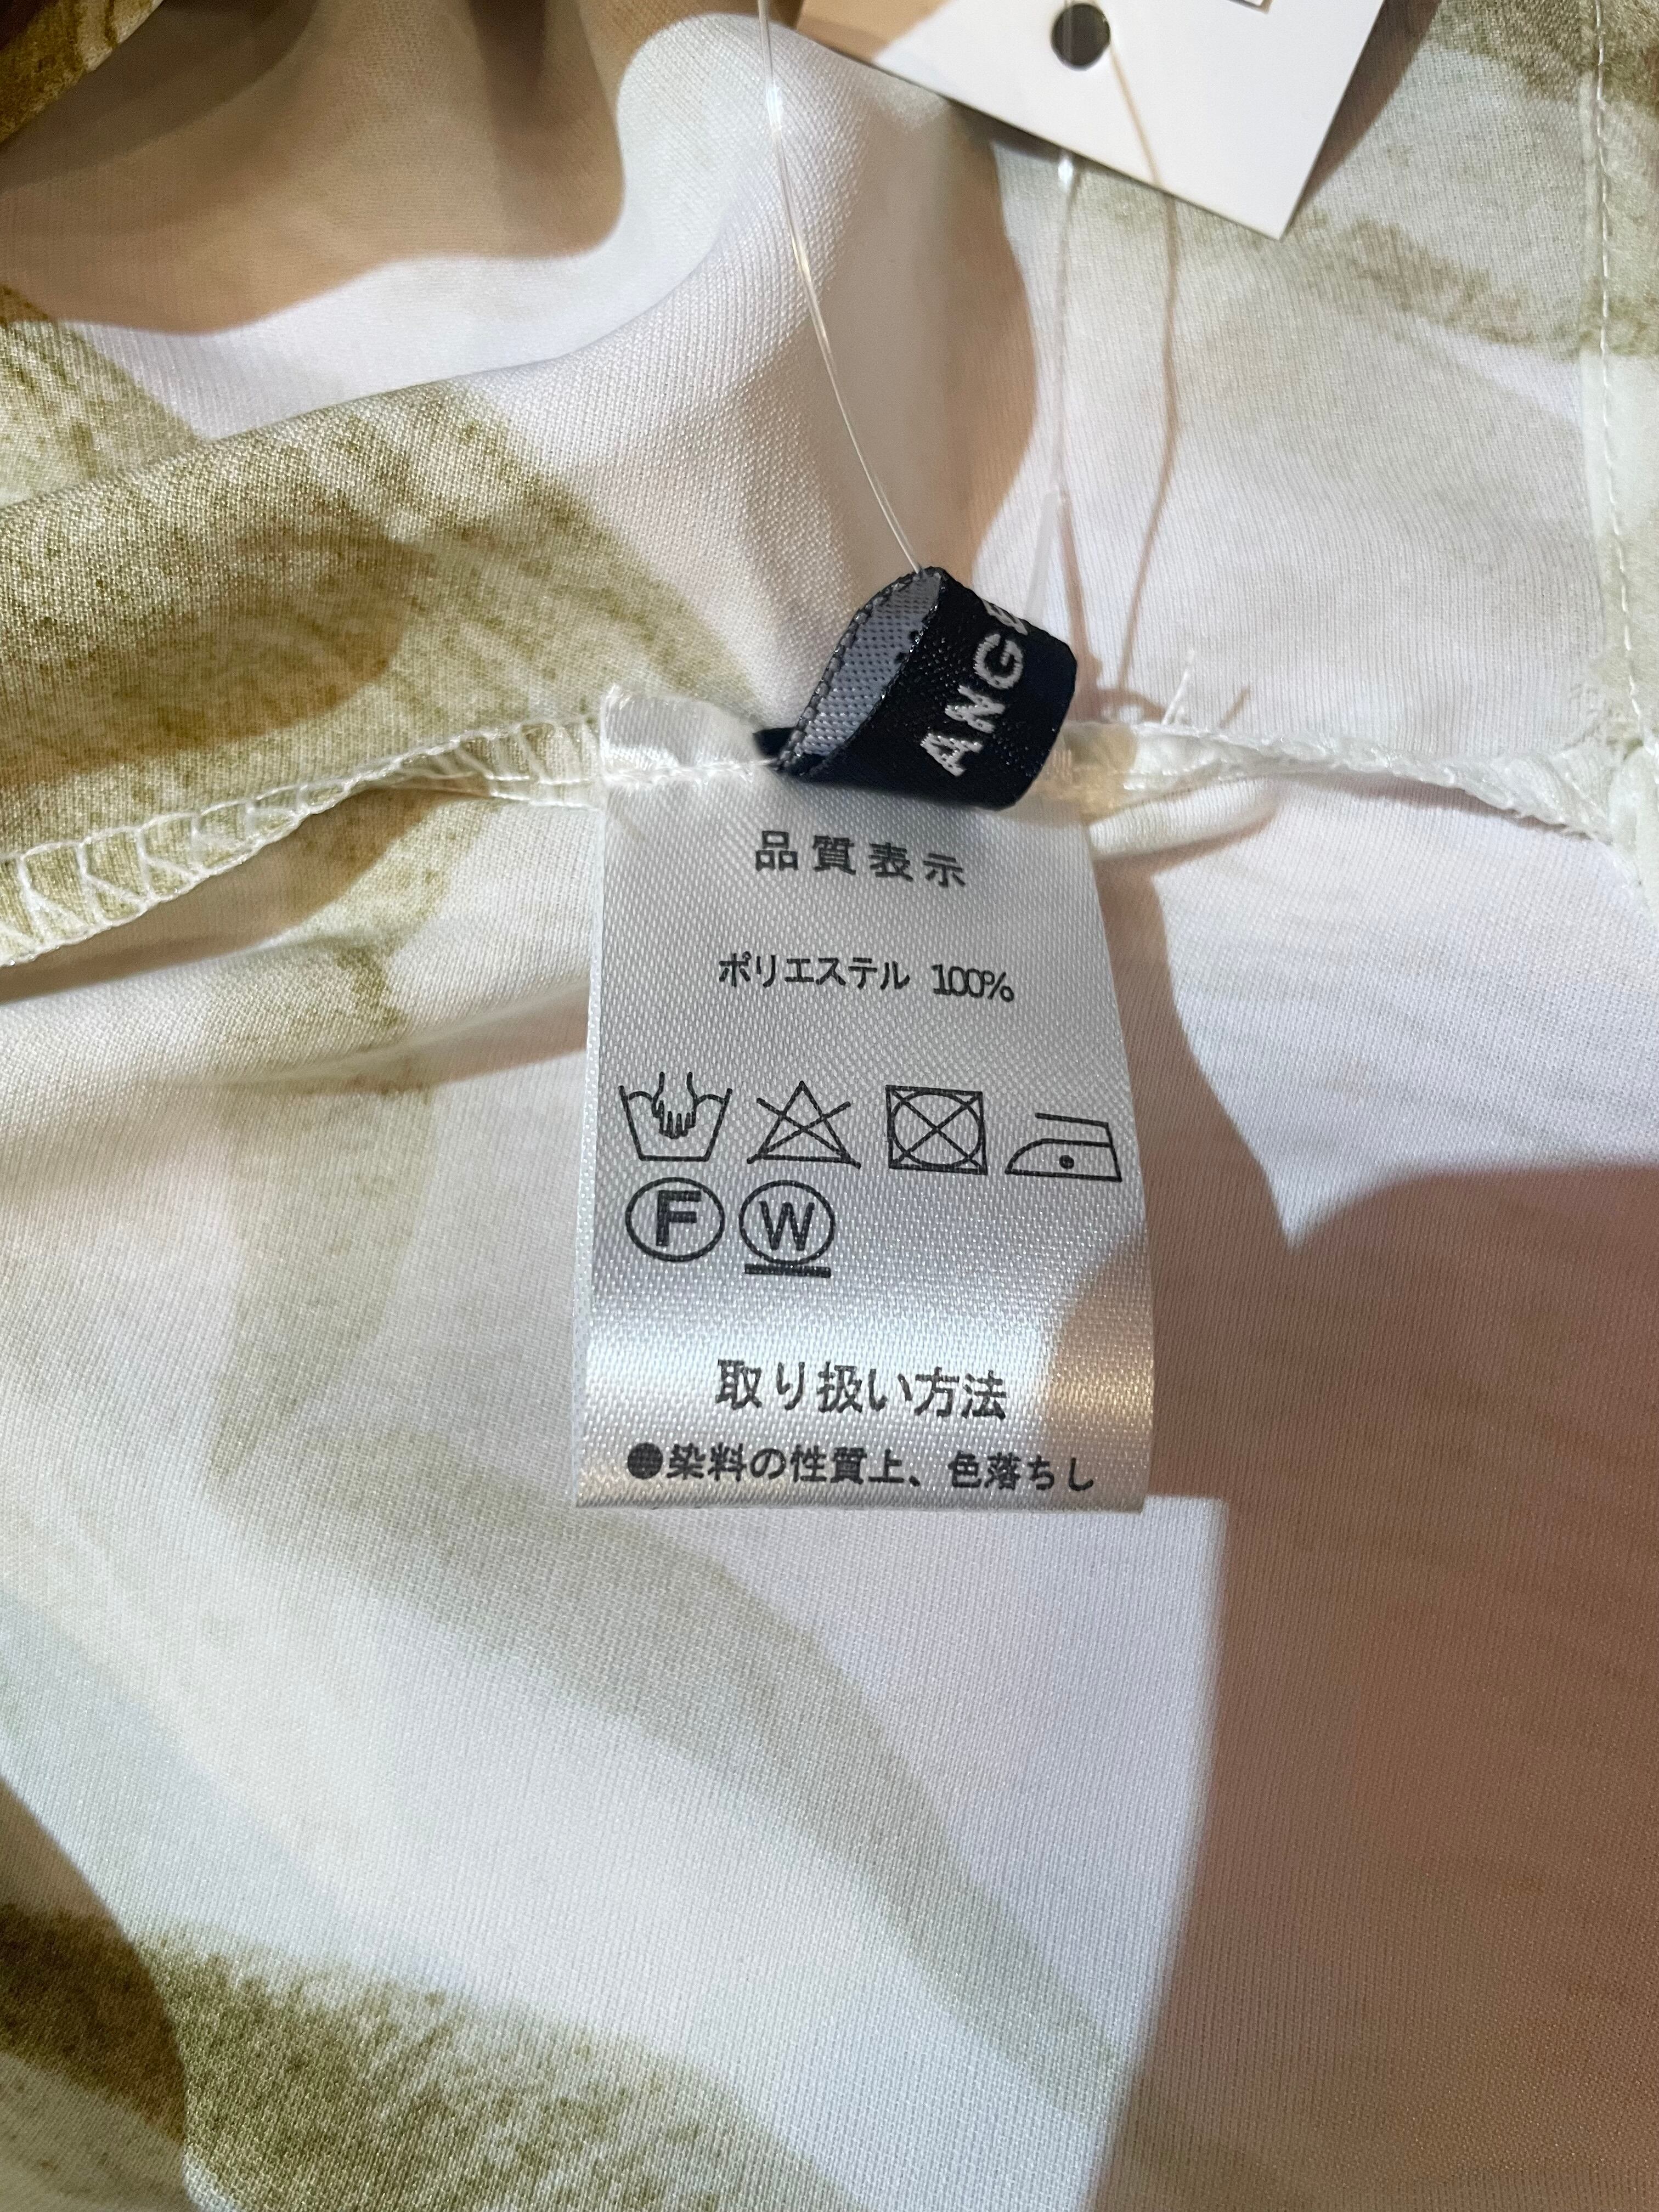 ANG
品質表示
ポリエステル 100%
F W
取り扱い方法
●染料の性質上、色落ちし